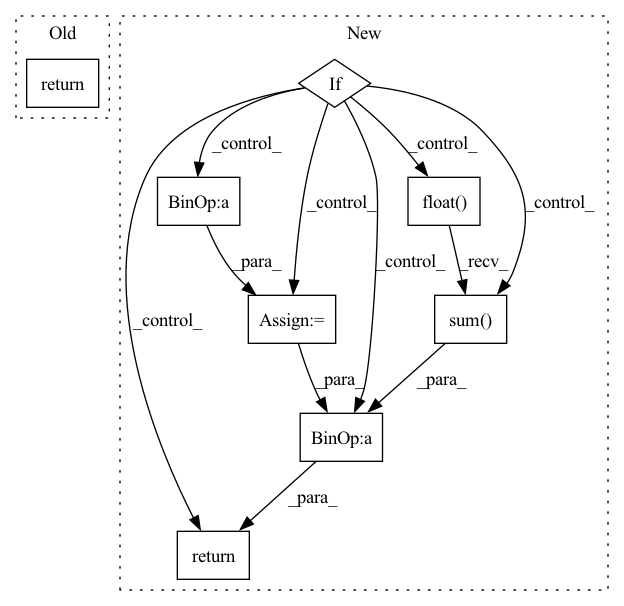 Old
New
return
If
_control_
_control_
BinOp:a
float()
_control_
_control_
_para_
_control_
_recv_
_control_
Assign:=
sum()
_para_
_para_
BinOp:a
_para_
return